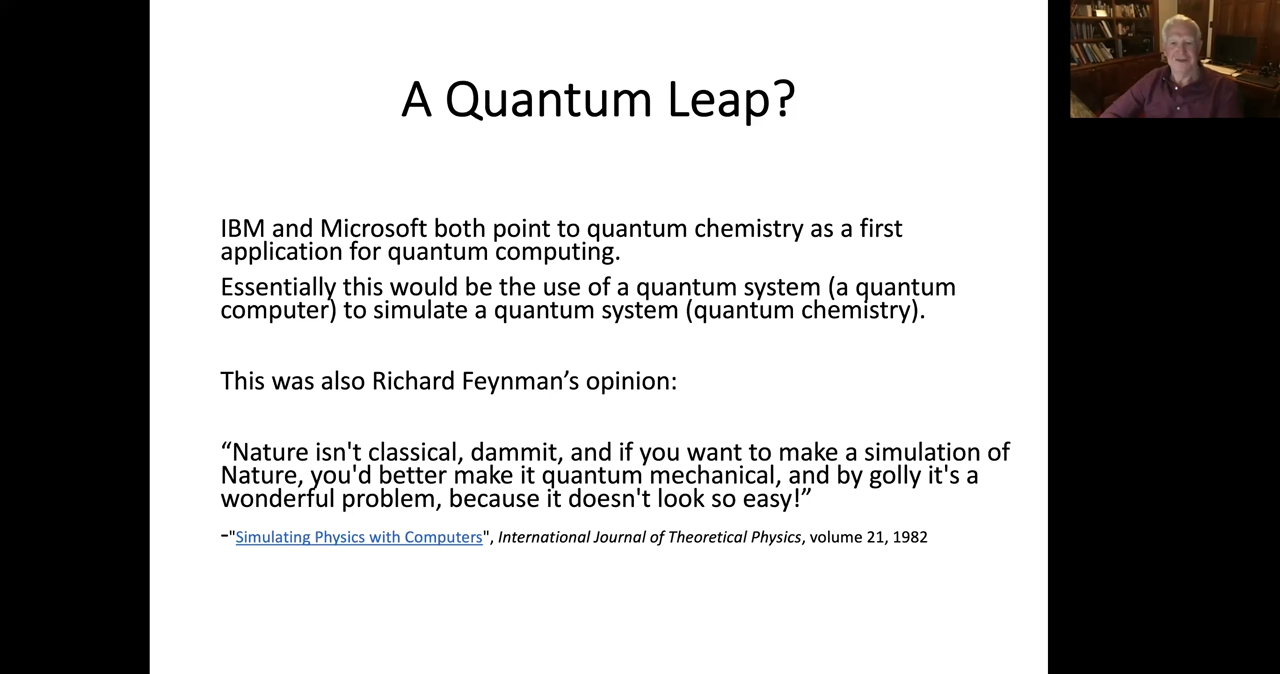 A Quantum Leap?
IBM and Microsoft both point to quantum chemistry as a first
application for quantum computing.
Essentially this would be the use of a quantum system (a quantum
computer) to simulate a quantum system (quantum chemistry).
This was also Richard Feynman’s opinion:
“Nature isn't classical, dammit, and if you want to make a simulation of
Nature, you'd better make it quantum mechanical, and by golly it's a
wonderful problem, because it doesn't look so easy!”
-"Simulating Physics with Computers", International Journal of Theoretical Physics, volume 21, 1982